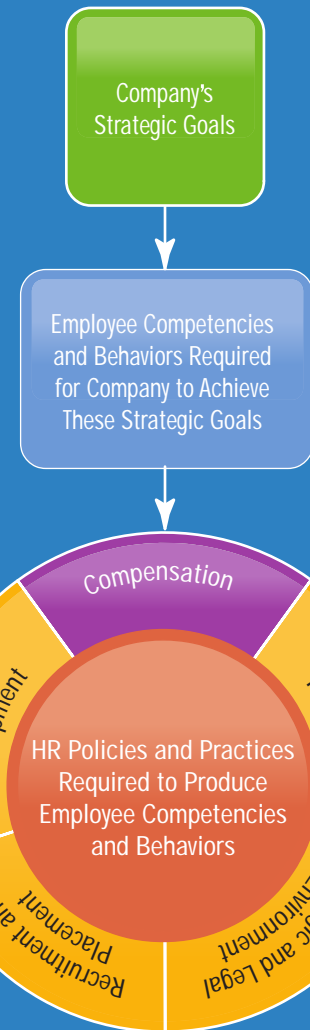 Company's
Strategic Goals
Employee Competencies
and Behaviors Required
for Company to Achieve
These Strategic Goals
Compensation
HR Policies and Practices
Required to Produce
Employee Competencies
and Behaviors
Recruitment
Placement
and Legal
Environment